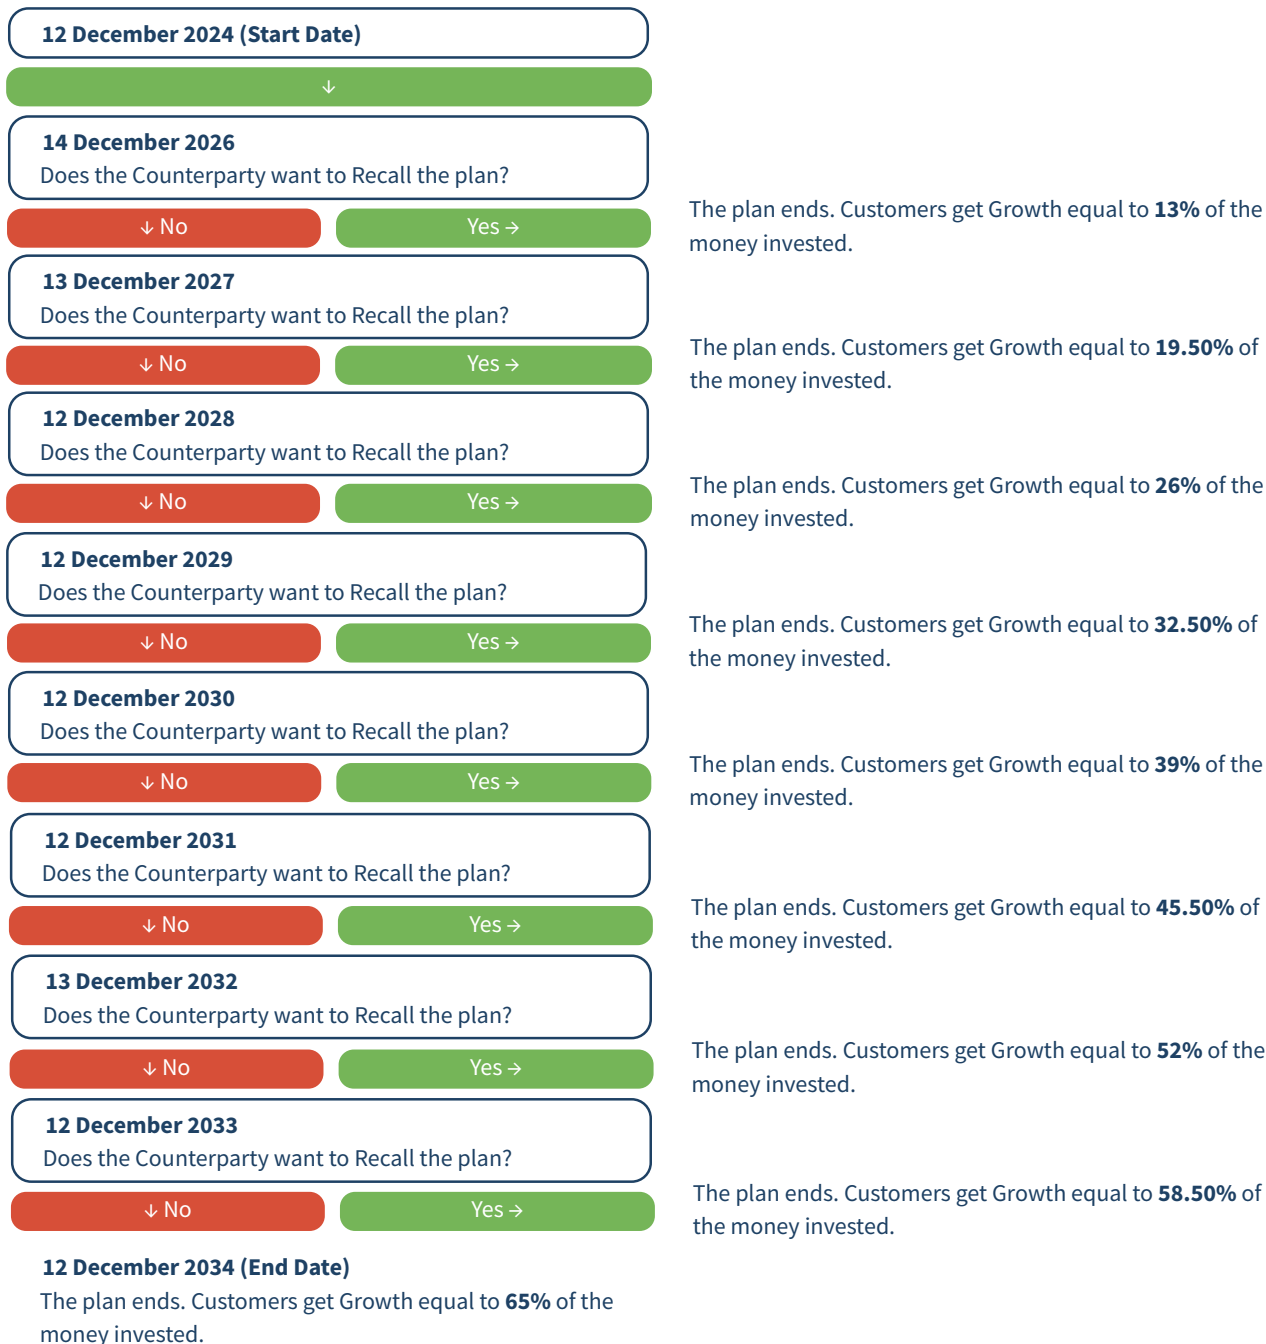 12 December 2024 (Start Date)
↓
14 December 2026
Does the Counterparty want to Recall the plan?
↓ No
Yes →
The plan ends. Customers get Growth equal to 13% of the
money invested.
13 December 2027
Does the Counterparty want to Recall the plan?
↓ No
Yes →
The plan ends. Customers get Growth equal to 19.50% of
the money invested.
12 December 2028
Does the Counterparty want to Recall the plan?
↓ No
Yes →
The plan ends. Customers get Growth equal to 26% of the
money invested.
12 December 2029
Does the Counterparty want to Recall the plan?
↓ No
Yes →
The plan ends. Customers get Growth equal to 32.50% of
the money invested.
12 December 2030
Does the Counterparty want to Recall the plan?
↓ No
Yes →
The plan ends. Customers get Growth equal to 39% of the
money invested.
12 December 2031
Does the Counterparty want to Recall the plan?
↓ No
Yes →
The plan ends. Customers get Growth equal to 45.50% of
the money invested.
13 December 2032
Does the Counterparty want to Recall the plan?
↓ No
Yes →
The plan ends. Customers get Growth equal to 52% of the
money invested.
12 December 2033
Does the Counterparty want to Recall the plan?
↓ No
Yes →
The plan ends. Customers get Growth equal to 58.50% of
the money invested.
12 December 2034 (End Date)
The plan ends. Customers get Growth equal to 65% of the
money invested.